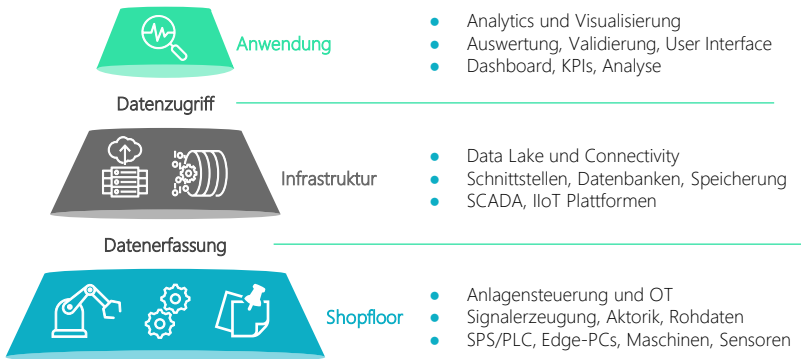 Anwendung
• Analytics und Visualisierung
• Auswertung, Validierung, User Interface
• Dashboard, KPIs, Analyse
Datenzugriff
Infrastruktur
• Data Lake und Connectivity
• Schnittstellen, Datenbanken, Speicherung
• SCADA, IIoT Plattformen
Datenerfassung
Shopfloor
• Anlagensteuerung und OT
• Signalerzeugung, Aktorik, Rohdaten
• SPS/PLC, Edge-PCs, Maschinen, Sensoren